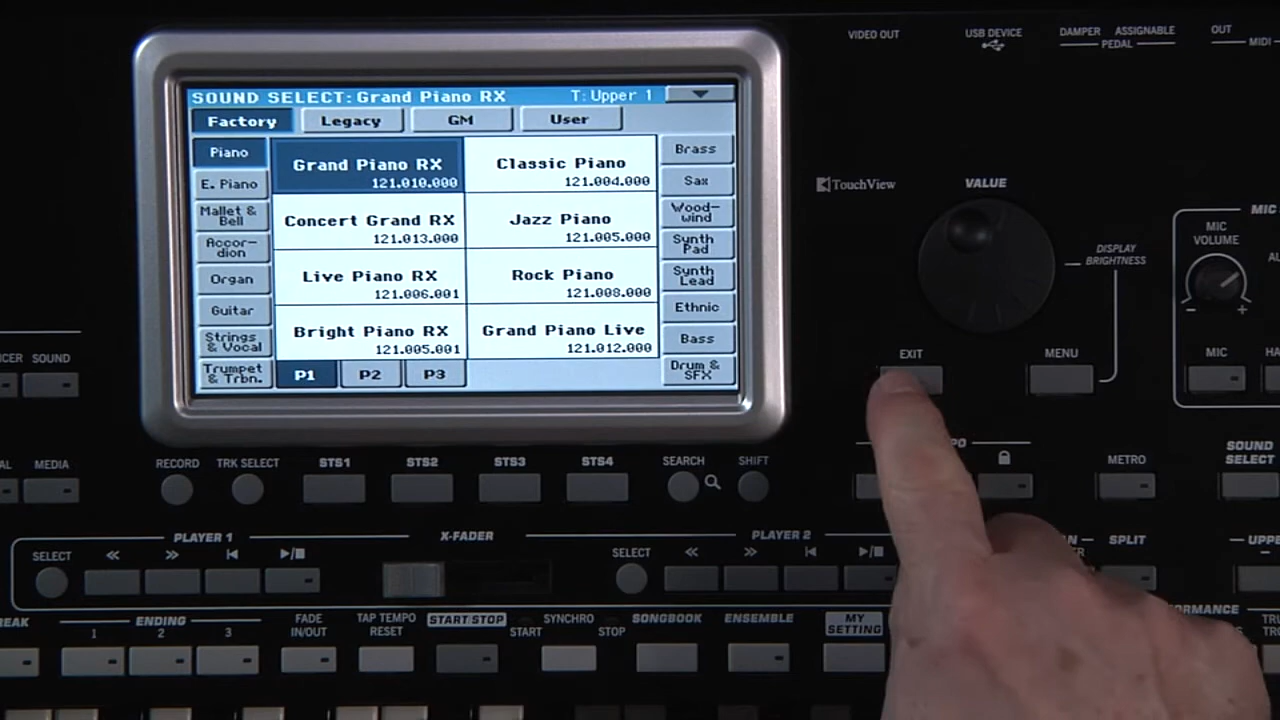 VIDEO OUT
USB DEVICE
DAMPER ASSIGNABLE
PEDAL
OUT
MIDI
SOUND SELECT:Grand Piano RX
T: Upper 1
Factory
Legacy
GM
User
Piano
Grand Piano RX
121.010.000
Classic Piano
121.004.000
Brass
E. Piano
Sax
Mallet &
Bell
Concert Grand RX
121.013.000
Jazz Piano
121.005.000
Wood-
wind
Accor-
dion
Synth
Pad
Organ
Live Piano RX
121.006.001
Rock Piano
121.008.000
Synth
Lead
Guitar
Ethnic
Strings
& Vocal
Bright Piano RX
121.005.001
Grand Piano Live
121.012.000
Bass
Trumpet
& Trbn.
P1
P2
P3
Drum &
SFX
TouchView
VALUE
DISPLAY
BRIGHTNESS
MIC
MIC
VOLUME
- +
EXIT
MENU
MIC
SOUND
MEDIA
RECORD
TRK SELECT
STS1
STS2
STS3
STS4
SEARCH
SHIFT
METRO
SOUND
SELECT
PLAYER 1
X-FADER
PLAYER 2
SELECT
SELECT
SPLIT
ENDING
1 2 3
FADE
IN/OUT
TAP TEMPO
RESET
START STOP
SYNCHRO
START STOP
SONGBOOK
ENSEMBLE
MY
SETTING